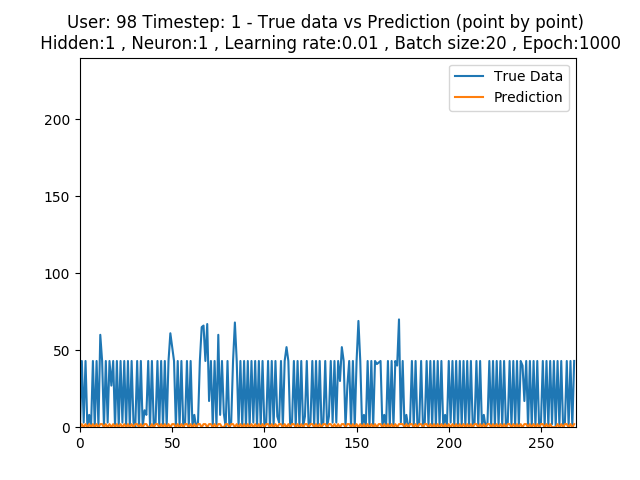 User: 98 Timestep: 1 - True data vs Prediction (point by point)
Hidden:1 , Neuron:1 , Learning rate:0.01 , Batch size:20 , Epoch:1000
True Data
Prediction
200
150
100
50
0
0 50 100 150 200 250